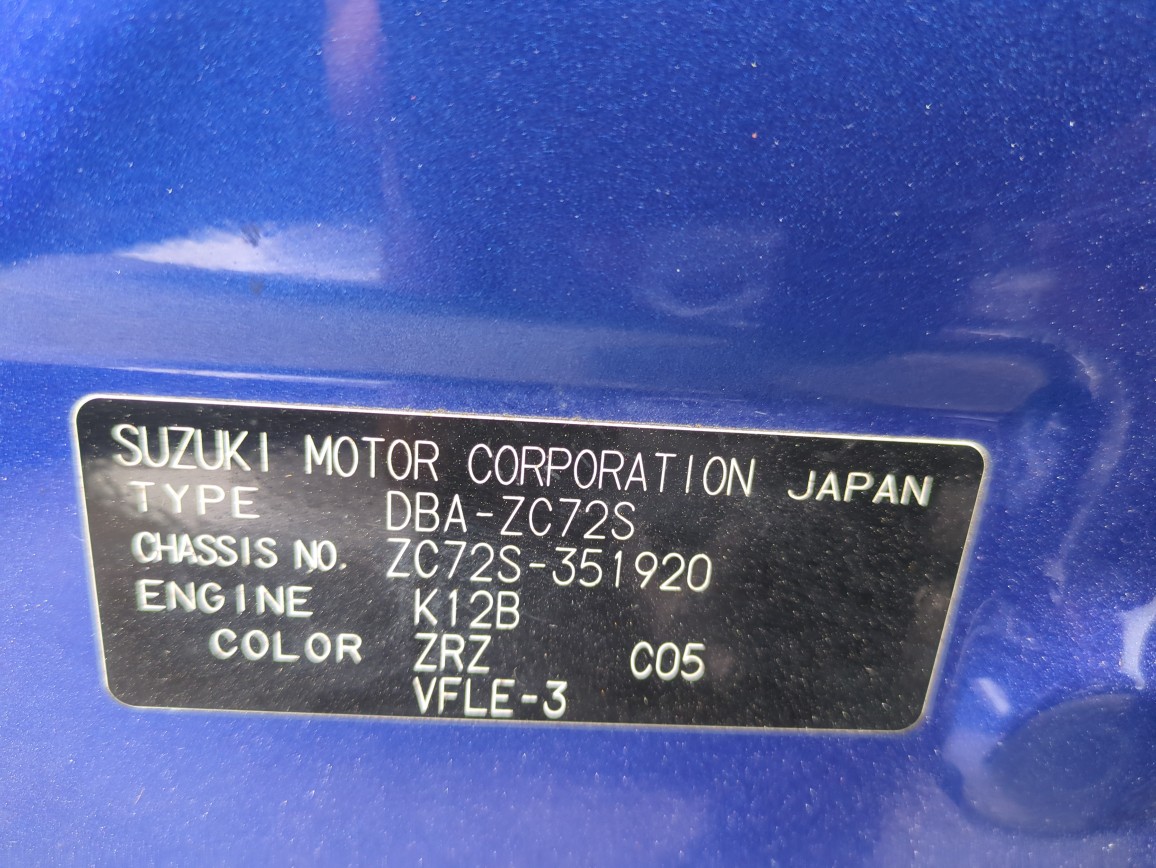 SUZUKI MOTOR CORPORATION JAPAN
TYPE DBA-ZC72S
CHASSIS NO. ZC72S-351920
ENGINE K12B
COLOR ZRZ C05
VFLE-3